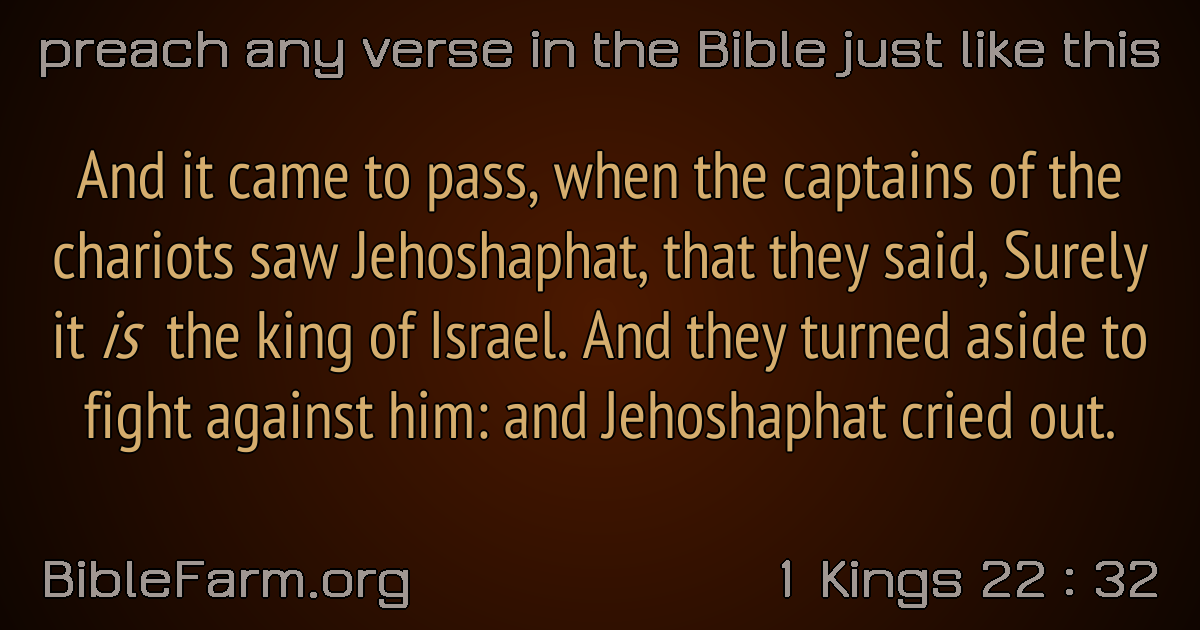 preach any verse in the Bible just like this
And it came to pass, when the captains of the
chariots saw Jehoshaphat, that they said, Surely
it is the king of Israel. And they turned aside to
fight against him: and Jehoshaphat cried out.
BibleFarm.org
1 Kings 22 : 32